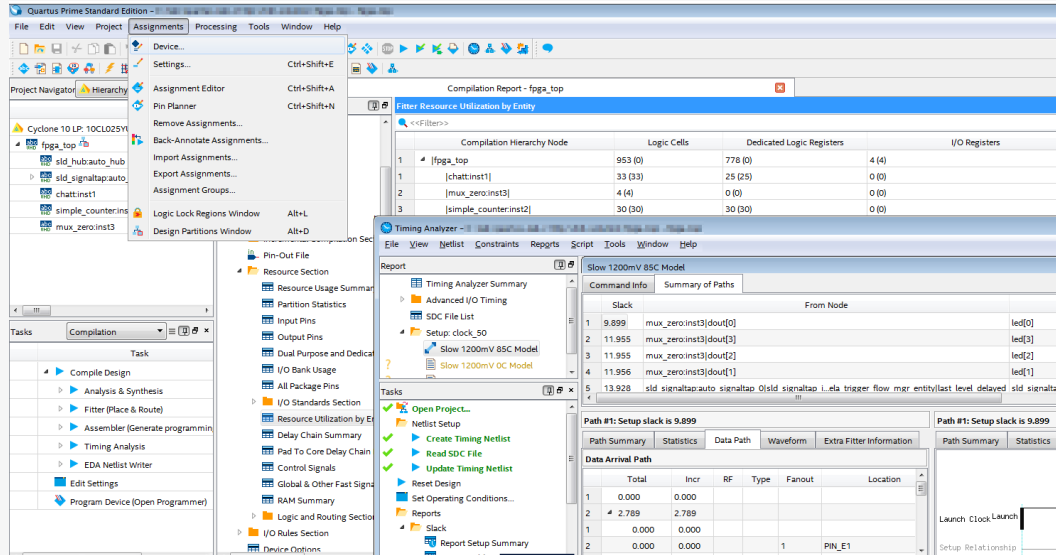 Quartus Prime Standard Edition -
File Edit View Project Assignments Processing Tools Window Help
Device...
Settings... Ctrl+Shift+E
Assignment Editor Ctrl+Shift+A
Pin Planner Ctrl+Shift+N
Remove Assignments...
Back-Annotate Assignments...
Import Assignments...
Export Assignments...
Assignment Groups...
Logic Lock Regions Window Alt+L
Design Partitions Window Alt+D
Project Navigator Hierarchy
Cyclone 10 LP: 10CL025YU
fpga_top
sld_hub:auto_hub
sld_signaltap:auto_
chatt:inst1
simple_counter:ins
mux_zero:inst3
Compilation Report - fpga_top
Fitter Resource Utilization by Entity
<<Filter>>
Compilation Hierarchy Node Logic Cells Dedicated Logic Registers I/O Registers
1 |fpga_top 953 (0) 778 (0) 4 (4)
1 |chatt:inst1| 33 (33) 25 (25) 0 (0)
2 |mux_zero:inst3| 4 (4) 0 (0) 0 (0)
3 |simple_counter:inst2| 30 (30) 30 (30) 0 (0)
Pin-Out File
Resource Section
Resource Usage Summar
Partition Statistics
Input Pins
Output Pins
Dual Purpose and Dedicat
I/O Bank Usage
All Package Pins
I/O Standards Section
Resource Utilization by En
Delay Chain Summary
Pad To Core Delay Chain
Control Signals
Global & Other Fast Signa
RAM Summary
Logic and Routing Section
I/O Rules Section
Device Options
Tasks Compilation
Task
Compile Design
Analysis & Synthesis
Fitter (Place & Route)
Assembler (Generate programmin
Timing Analysis
EDA Netlist Writer
Edit Settings
Program Device (Open Programmer)
Timing Analyzer -
File View Netlist Constraints Reports Script Tools Window Help
Report
Timing Analyzer Summary
Advanced I/O Timing
SDC File List
Setup: clock_50
Slow 1200mV 85C Model
Slow 1200mV 0C Model
Tasks
Open Project...
Netlist Setup
Create Timing Netlist
Read SDC File
Update Timing Netlist
Reset Design
Set Operating Conditions...
Reports
Slack
Report Setup Summary
Slow 1200mV 85C Model
Command Info Summary of Paths
Slack From Node
1 9.899 mux_zero:inst3|dout[0] led[0]
2 11.955 mux_zero:inst3|dout[3] led[3]
3 11.955 mux_zero:inst3|dout[2] led[2]
4 11.956 mux_zero:inst3|dout[1] led[1]
5 13.928 sld_signaltap:auto_signaltap_0|sld_signaltap_i...ela_trigger_flow_mgr_entity|last_level_delayed sld_signalta
Path #1: Setup slack is 9.899
Path Summary Statistics Data Path Waveform Extra Fitter Information
Data Arrival Path
Total Incr RF Type Fanout Location
1 0.000 0.000
2 2.789 2.789
1 0.000 0.000
2 0.000 0.000 1 PIN_E1
Path #1: Setup slack is 9.899
Path Summary Statistics
Launch Clock Launch
Setup Relationship